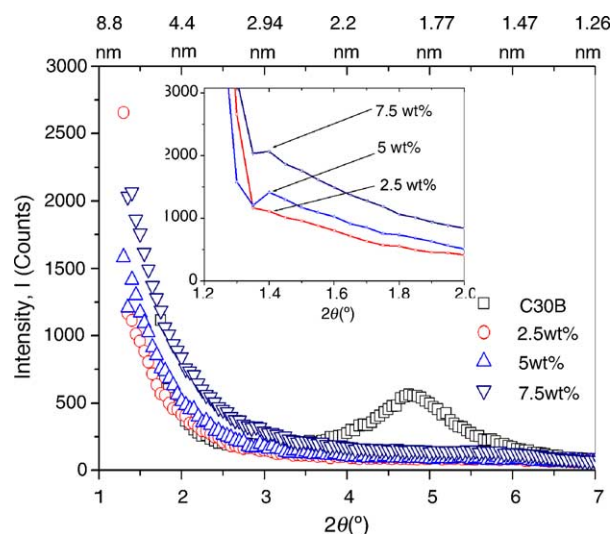 8.8 4.4 2.94 2.2 1.77 1.47 1.26
nm nm nm nm nm nm nm
3000
2500
2000
1500
1000
500
0
Intensity, I (Counts)
3000
2000
1000
0
7.5 wt%
5 wt%
2.5 wt%
1.2 1.4 1.6 1.8 2.0
2θ(º)
C30B
2.5wt%
5wt%
7.5wt%
1 2 3 4 5 6 7
2θ(º)